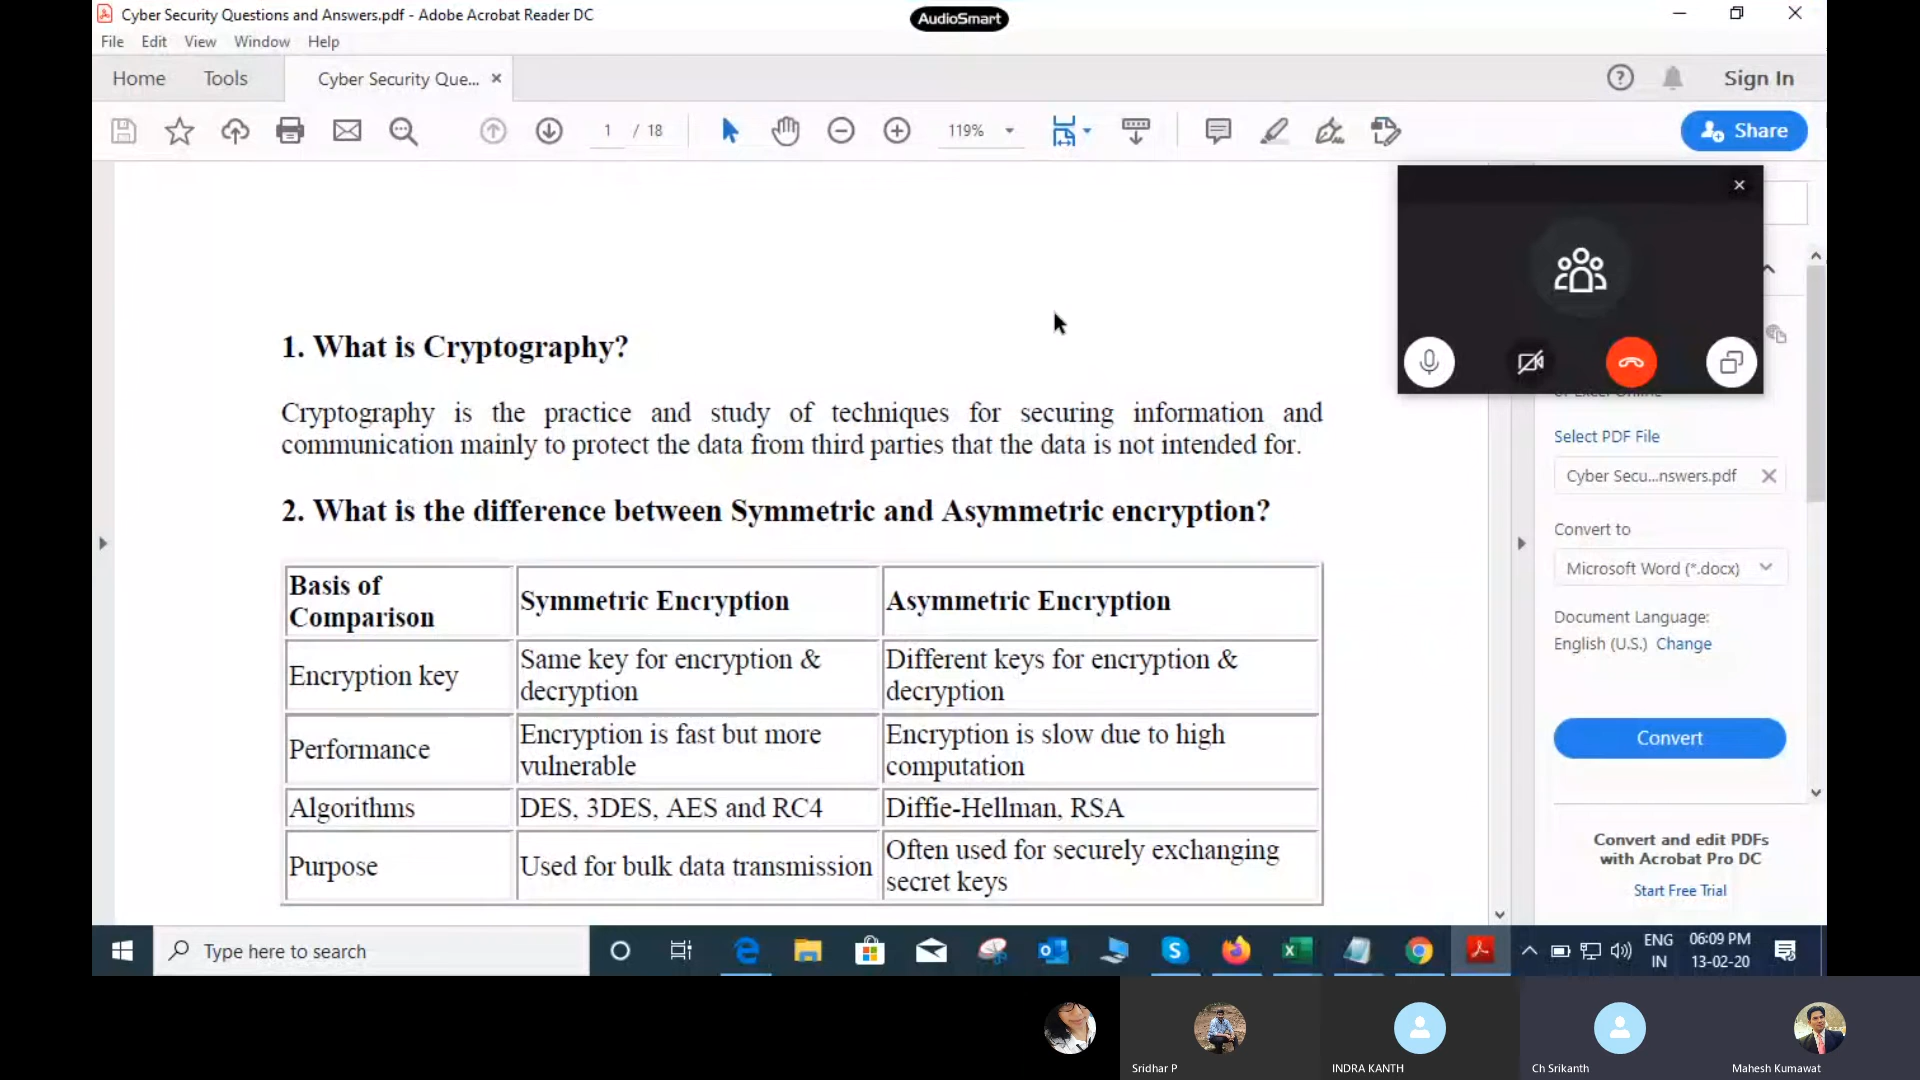 Cyber Security Questions and Answers.pdf - Adobe Acrobat Reader DC
AudioSmart
File Edit View Window Help
Home Tools Cyber Security Que... Sign In
1 / 18 119% Share
1. What is Cryptography?
Cryptography is the practice and study of techniques for securing information and
communication mainly to protect the data from third parties that the data is not intended for.
2. What is the difference between Symmetric and Asymmetric encryption?
Basis of
Comparison
Symmetric Encryption
Asymmetric Encryption
Encryption key
Same key for encryption &
decryption
Different keys for encryption &
decryption
Performance
Encryption is fast but more
vulnerable
Encryption is slow due to high
computation
Algorithms
DES, 3DES, AES and RC4
Diffie-Hellman, RSA
Purpose
Used for bulk data transmission
Often used for securely exchanging
secret keys
Select PDF File
Cyber Secu...nswers.pdf
Convert to
Microsoft Word (*.docx)
Document Language:
English (U.S.) Change
Convert
Convert and edit PDFs
with Acrobat Pro DC
Start Free Trial
Type here to search
ENG
IN
06:09 PM
13-02-20
Sridhar P
INDRA KANTH
Ch Srikanth
Mahesh Kumawat